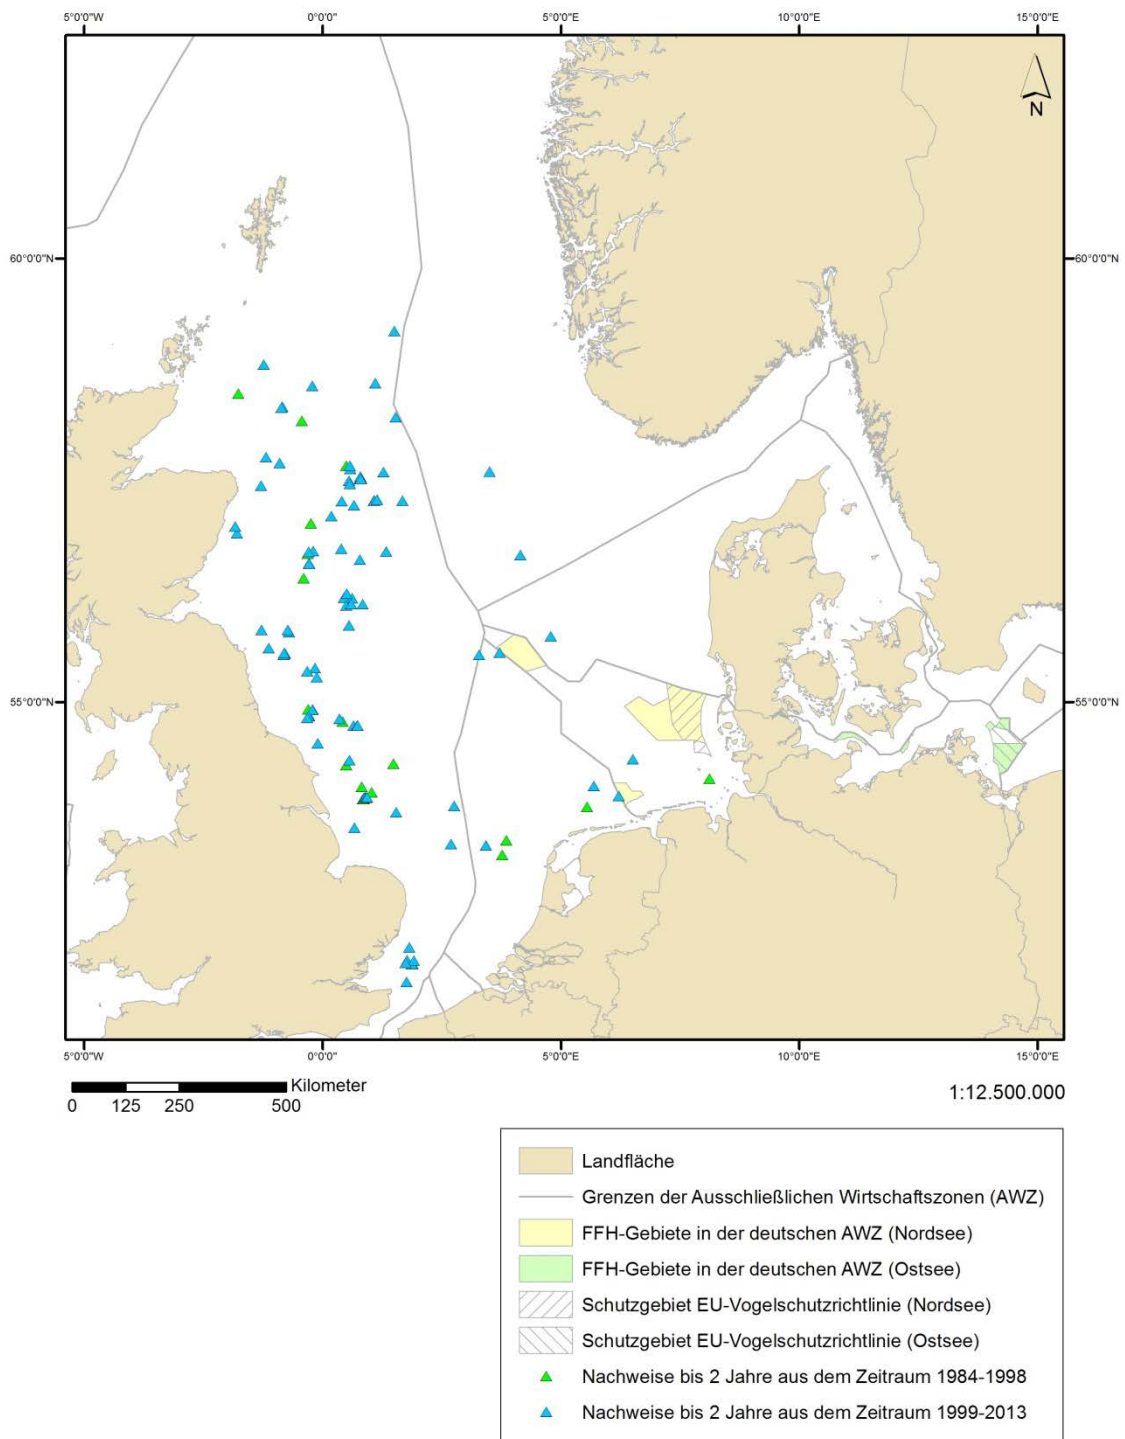 5°0'0"W 0°0'0" 5°0'0"E 10°0'0"E 15°0'0"E
N
60°0'0"N 60°0'0"N
55°0'0"N 55°0'0"N
5°0'0"W 0°0'0" 5°0'0"E 10°0'0"E 15°0'0"E
Kilometer
0 125 250 500
1:12.500.000
Landfläche
Grenzen der Ausschließlichen Wirtschaftszonen (AWZ)
FFH-Gebiete in der deutschen AWZ (Nordsee)
FFH-Gebiete in der deutschen AWZ (Ostsee)
Schutzgebiet EU-Vogelschutzrichtlinie (Nordsee)
Schutzgebiet EU-Vogelschutzrichtlinie (Ostsee)
Nachweise bis 2 Jahre aus dem Zeitraum 1984-1998
Nachweise bis 2 Jahre aus dem Zeitraum 1999-2013